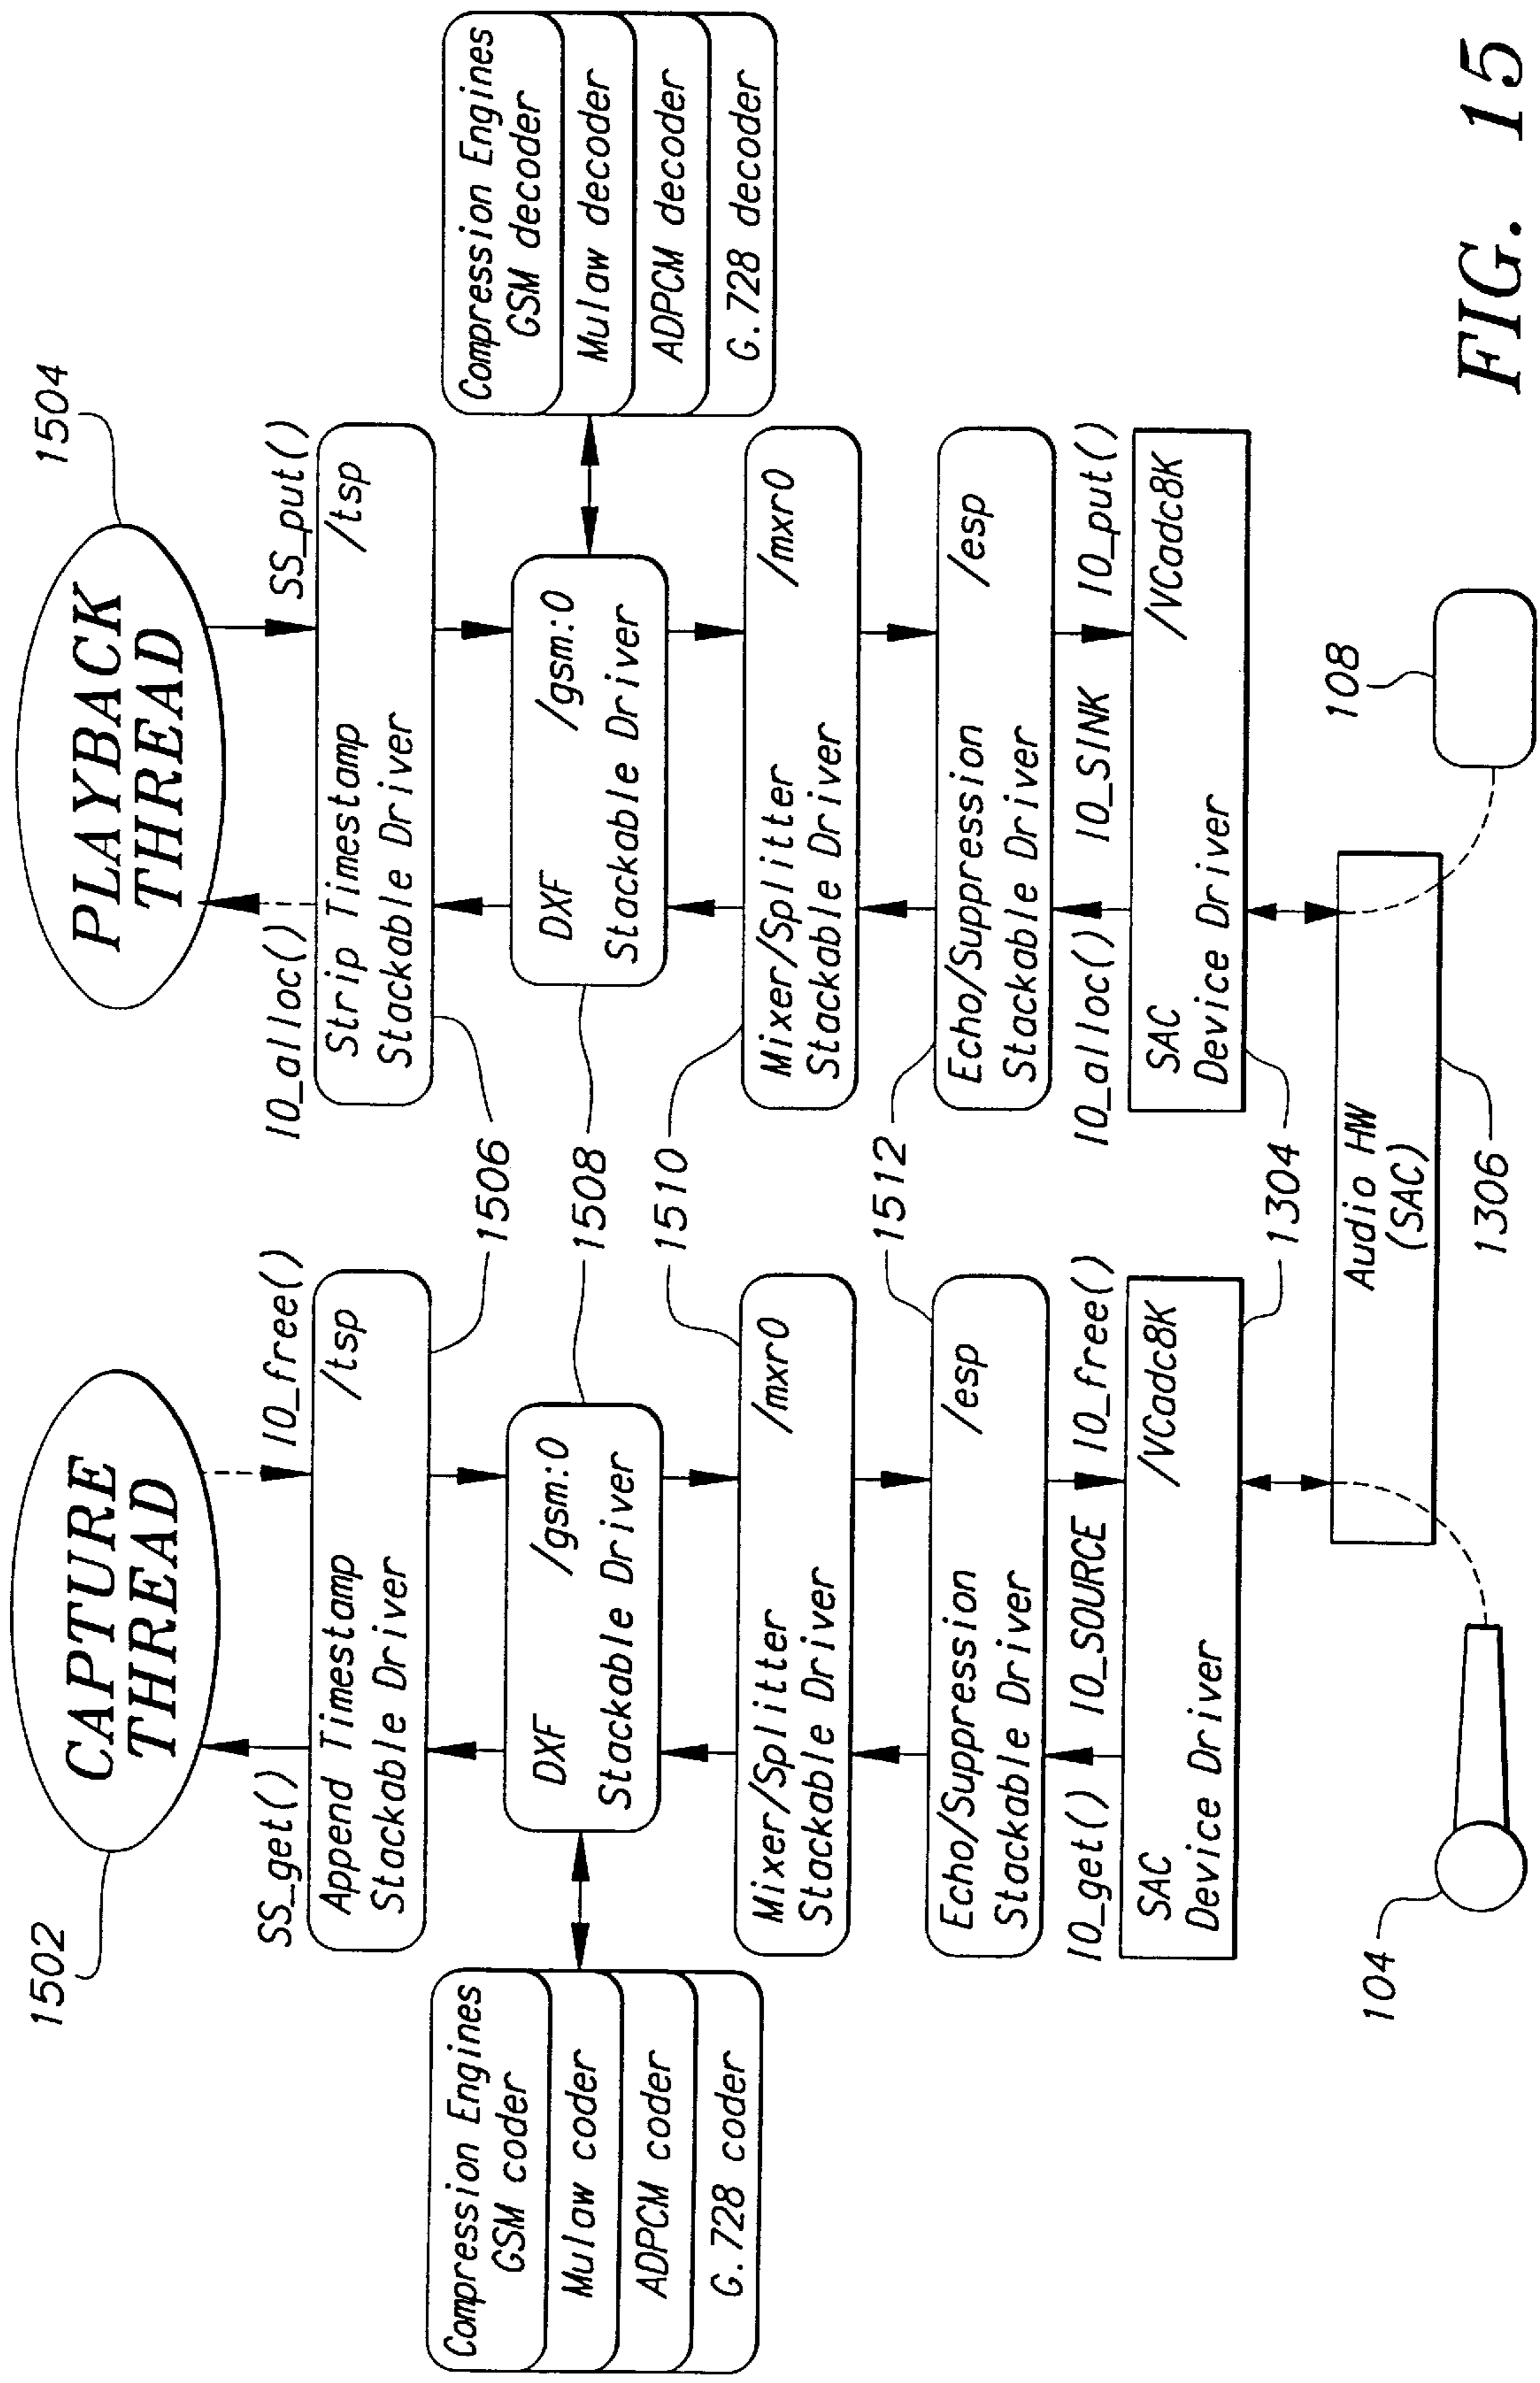 1502
CAPTURE
THREAD
SS_get()
IO_free()
Append Timestamp
/tsp
Stackable Driver
1506
Compression Engines
GSM coder
Mulaw coder
ADPCM coder
G.728 coder
DXF
/gsm:0
Stackable Driver
1508
Mixer/Splitter
/mxr0
Stackable Driver
1510
Echo/Suppression
/esp
Stackable Driver
1512
IO_get()
IO_SOURCE
IO_free()
SAC
/VCadc8K
Device Driver
1304
104
1504
PLAYBACK
THREAD
IO_alloc()
SS_put()
Strip Timestamp
/tsp
Stackable Driver
DXF
/gsm:0
Stackable Driver
Compression Engines
GSM decoder
Mulaw decoder
ADPCM decoder
G.728 decoder
Mixer/Splitter
/mxr0
Stackable Driver
Echo/Suppression
/esp
Stackable Driver
IO_alloc()
IO_SINK
IO_put()
SAC
/VCadc8K
Device Driver
Audio HW
(SAC)
1306
108
FIG. 15